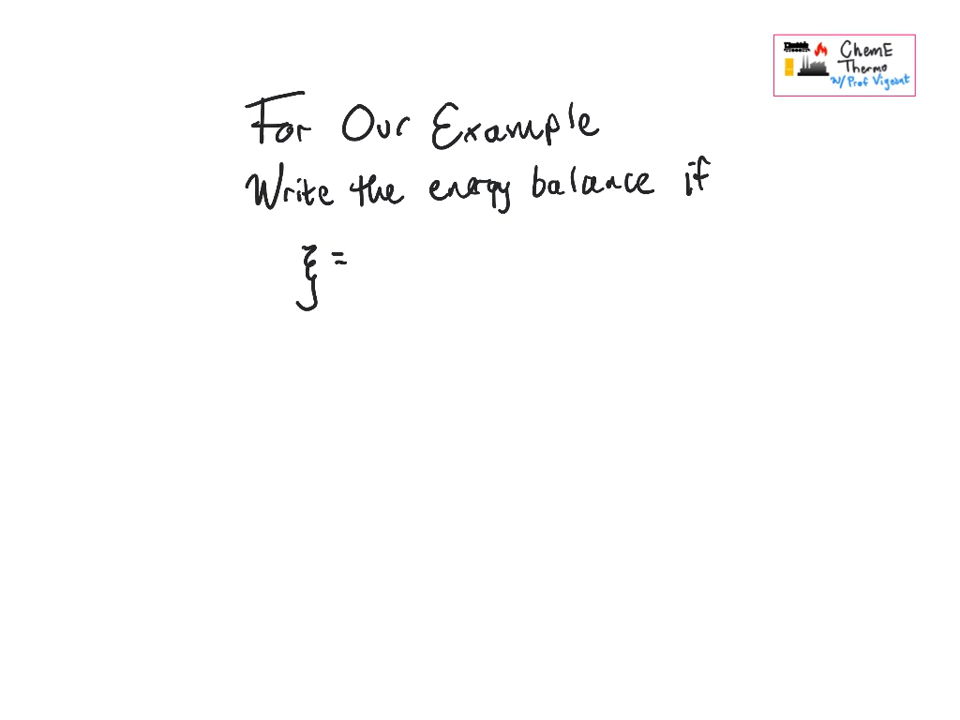 ChemE
Thermo
w/ Prof Vigeant
For Our Example
Write the energy balance if
ξ =